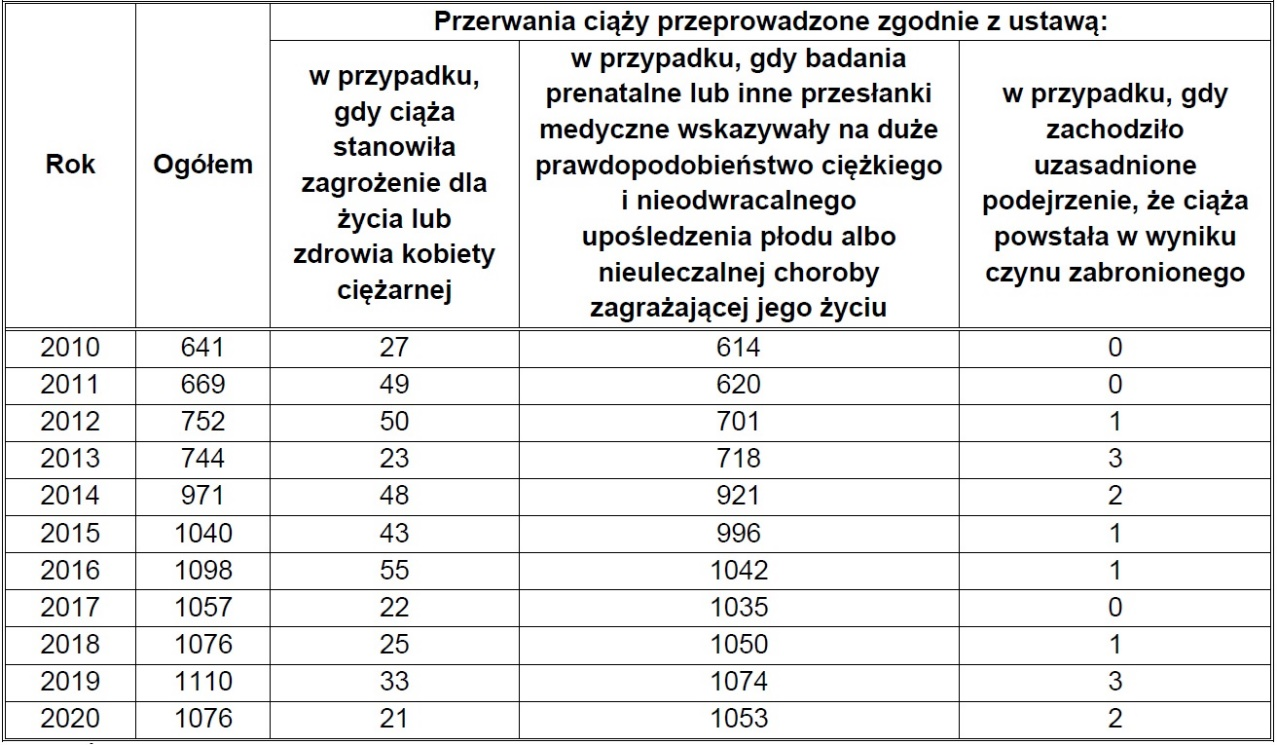 Rok
Ogółem
Przerwania ciąży przeprowadzone zgodnie z ustawą:
w przypadku,
gdy ciąża
stanowiła
zagrożenie dla
życia lub
zdrowia kobiety
ciężarnej
w przypadku, gdy badania
prenatalne lub inne przesłanki
medyczne wskazywały na duże
prawdopodobieństwo ciężkiego
i nieodwracalnego
upośledzenia płodu albo
nieuleczalnej choroby
zagrażającej jego życiu
w przypadku, gdy
zachodziło
uzasadnione
podejrzenie, że ciąża
powstała w wyniku
czynu zabronionego
2010 641 27 614 0
2011 669 49 620 0
2012 752 50 701 1
2013 744 23 718 3
2014 971 48 921 2
2015 1040 43 996 1
2016 1098 55 1042 1
2017 1057 22 1035 0
2018 1076 25 1050 1
2019 1110 33 1074 3
2020 1076 21 1053 2